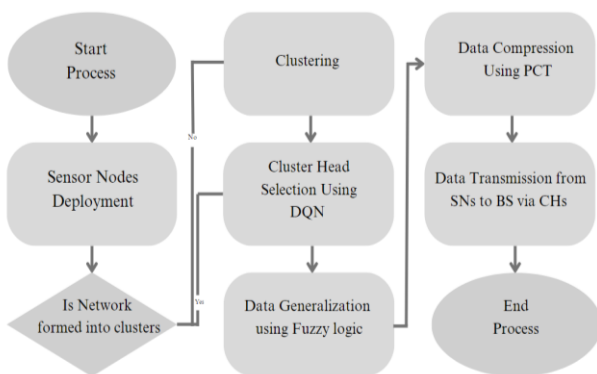 Start
Process
Sensor Nodes
Deployment
Is Network
formed into clusters
No
Yes
Clustering
Cluster Head
Selection Using
DQN
Data Generalization
using Fuzzy logic
Data Compression
Using PCT
Data Transmission from
SNs to BS via CHs
End
Process